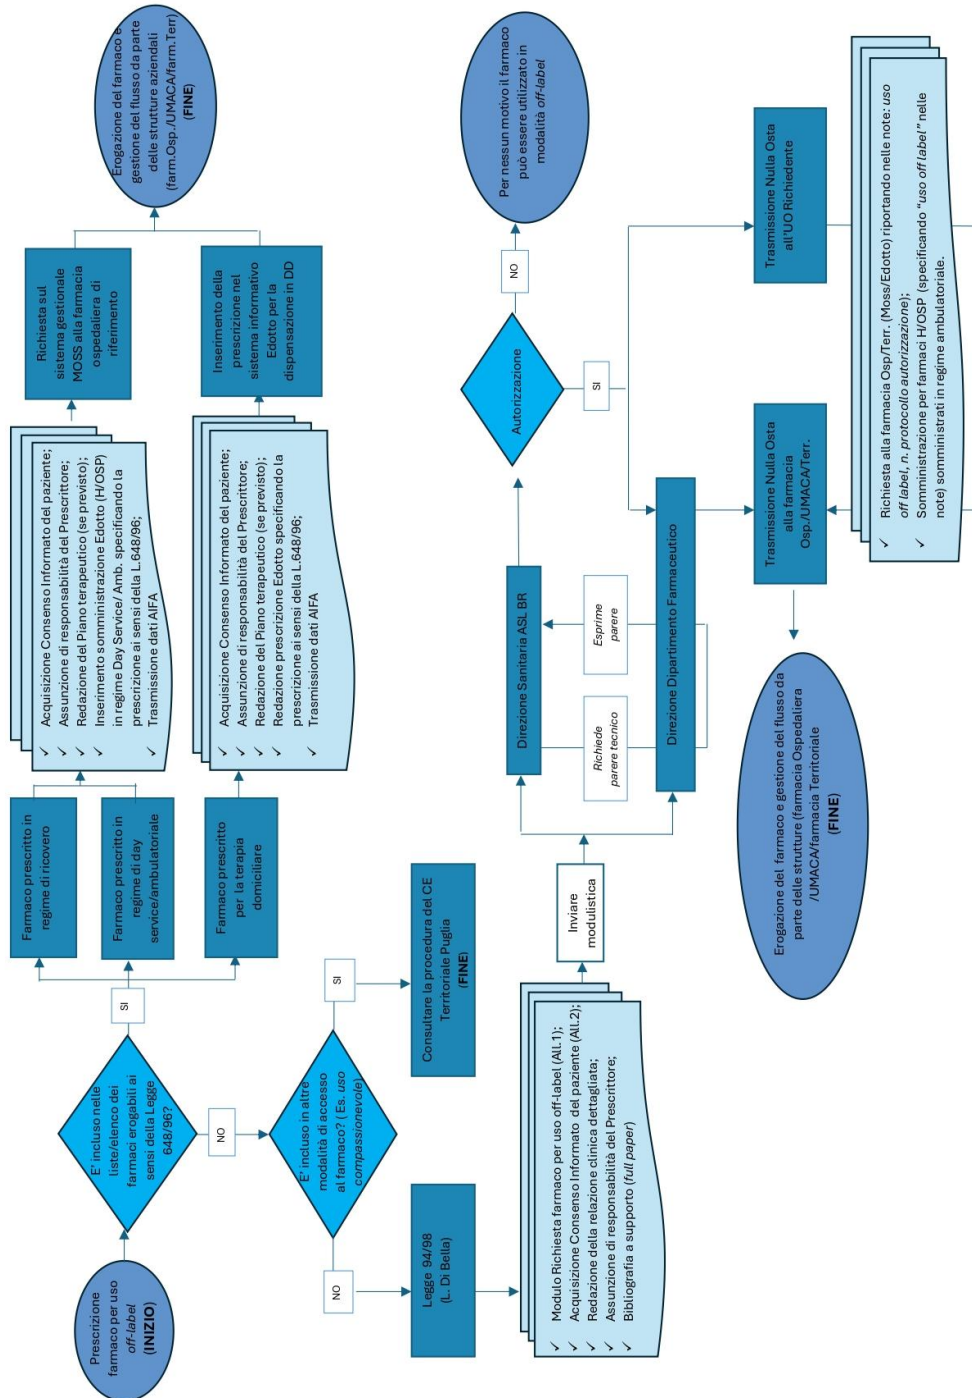 Prescrizione
farmaco per uso
off-label
(INIZIO)
E' incluso nelle
liste/elenco dei
farmaci erogabili ai
sensi della Legge
648/96?
SI
NO
Farmaco prescritto in
regime di ricovero
Farmaco prescritto in
regime di day
service/ambulatoriale
Farmaco prescritto
per la terapia
domiciliare
✓ Acquisizione Consenso Informato del paziente;
✓ Assunzione di responsabilità del Prescrittore;
✓ Redazione del Piano terapeutico (se previsto);
✓ Inserimento somministrazione Edotto (H/OSP)
in regime Day Service/ Amb. specificando la
prescrizione ai sensi della L.648/96;
✓ Trasmissione dati AIFA
✓ Acquisizione Consenso Informato del paziente;
✓ Assunzione di responsabilità del Prescrittore;
✓ Redazione del Piano terapeutico (se previsto);
✓ Redazione prescrizione Edotto specificando la
prescrizione ai sensi della L.648/96;
✓ Trasmissione dati AIFA
Richiesta sul
sistema gestionale
MOSS alla farmacia
ospedaliera di
riferimento
Inserimento della
prescrizione nel
sistema informativo
Edotto per la
dispensazione in DD
Erogazione del farmaco e
gestione del flusso da parte
delle strutture aziendali
(farm.Osp./UMACA/farm.Terr)
(FINE)
E' incluso in altre
modalità di accesso
al farmaco? ( Es. uso
compassionevole)
SI
NO
Consultare la procedura del CE
Territoriale Puglia
(FINE)
Legge 94/98
(L. Di Bella)
✓ Modulo Richiesta farmaco per uso off-label (All.1);
✓ Acquisizione Consenso Informato del paziente (All.2);
✓ Redazione della relazione clinica dettagliata;
✓ Assunzione di responsabilità del Prescrittore;
✓ Bibliografia a supporto (full paper)
Inviare
modulistica
Direzione Sanitaria ASL BR
Richiede
parere tecnico
Esprime
parere
Direzione Dipartimento Farmaceutico
Autorizzazione
NO
SI
Per nessun motivo il farmaco
può essere utilizzato in
modalità off-label
Trasmissione Nulla Osta
alla farmacia
Osp./UMACA/Terr.
Trasmissione Nulla Osta
all'UO Richiedente
✓ Richiesta alla farmacia Osp/Terr. (Moss/Edotto) riportando nelle note: uso
off label, n. protocollo autorizzazione);
✓ Somministrazione per farmaci H/OSP (specificando "uso off label" nelle
note) somministrati in regime ambulatoriale.
Erogazione del farmaco e gestione del flusso da
parte delle strutture (farmacia Ospedaliera
/UMACA/farmacia Territoriale
(FINE)